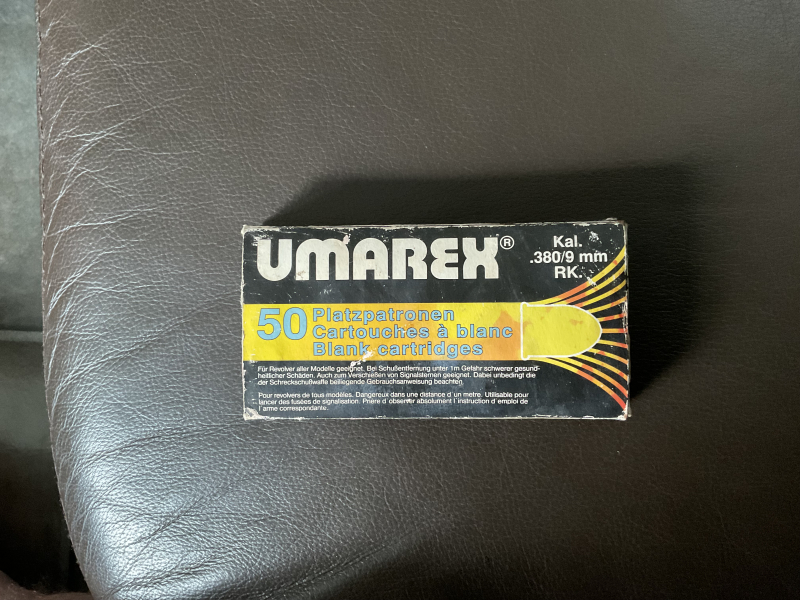 UMAREX®
Kal.
.380/9 mm
RK.
50 Platzpatronen
Cartouches à blanc
Blank cartridges
Für Revolver aller Modelle geeignet. Bei Schußentfernung unter 1m Gefahr schwerer gesund-
heitlicher Schäden. Auch zum Verschießen von Signalsternen geeignet. Dabei unbedingt die
der Schreckschußwaffe beiliegende Gebrauchsanweisung beachten.
Pour revolvers de tous modèles. Dangereux dans une distance d'un metre. Utilisable pour
lancer des fusées de signalisation. Prière d'observer absolument l'instruction d'emploi de
l'arme correspondante.